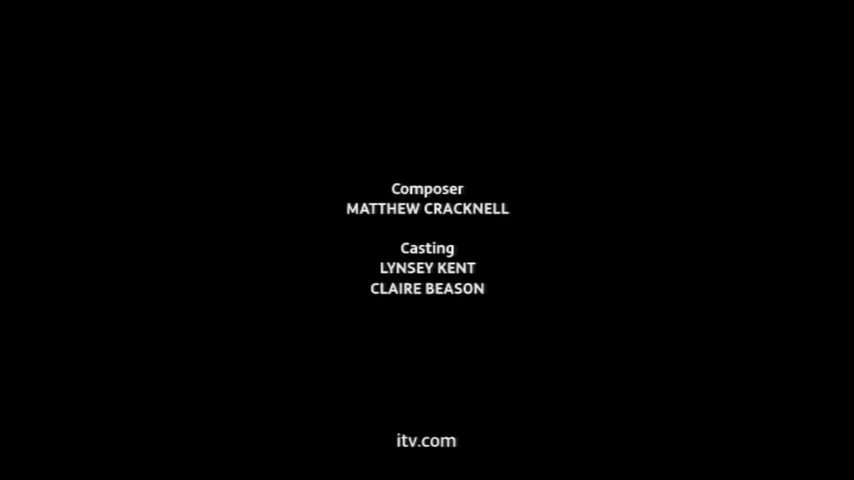 Composer
MATTHEW CRACKNELL
Casting
LYNSEY KENT
CLAIRE BEASON
itv.com